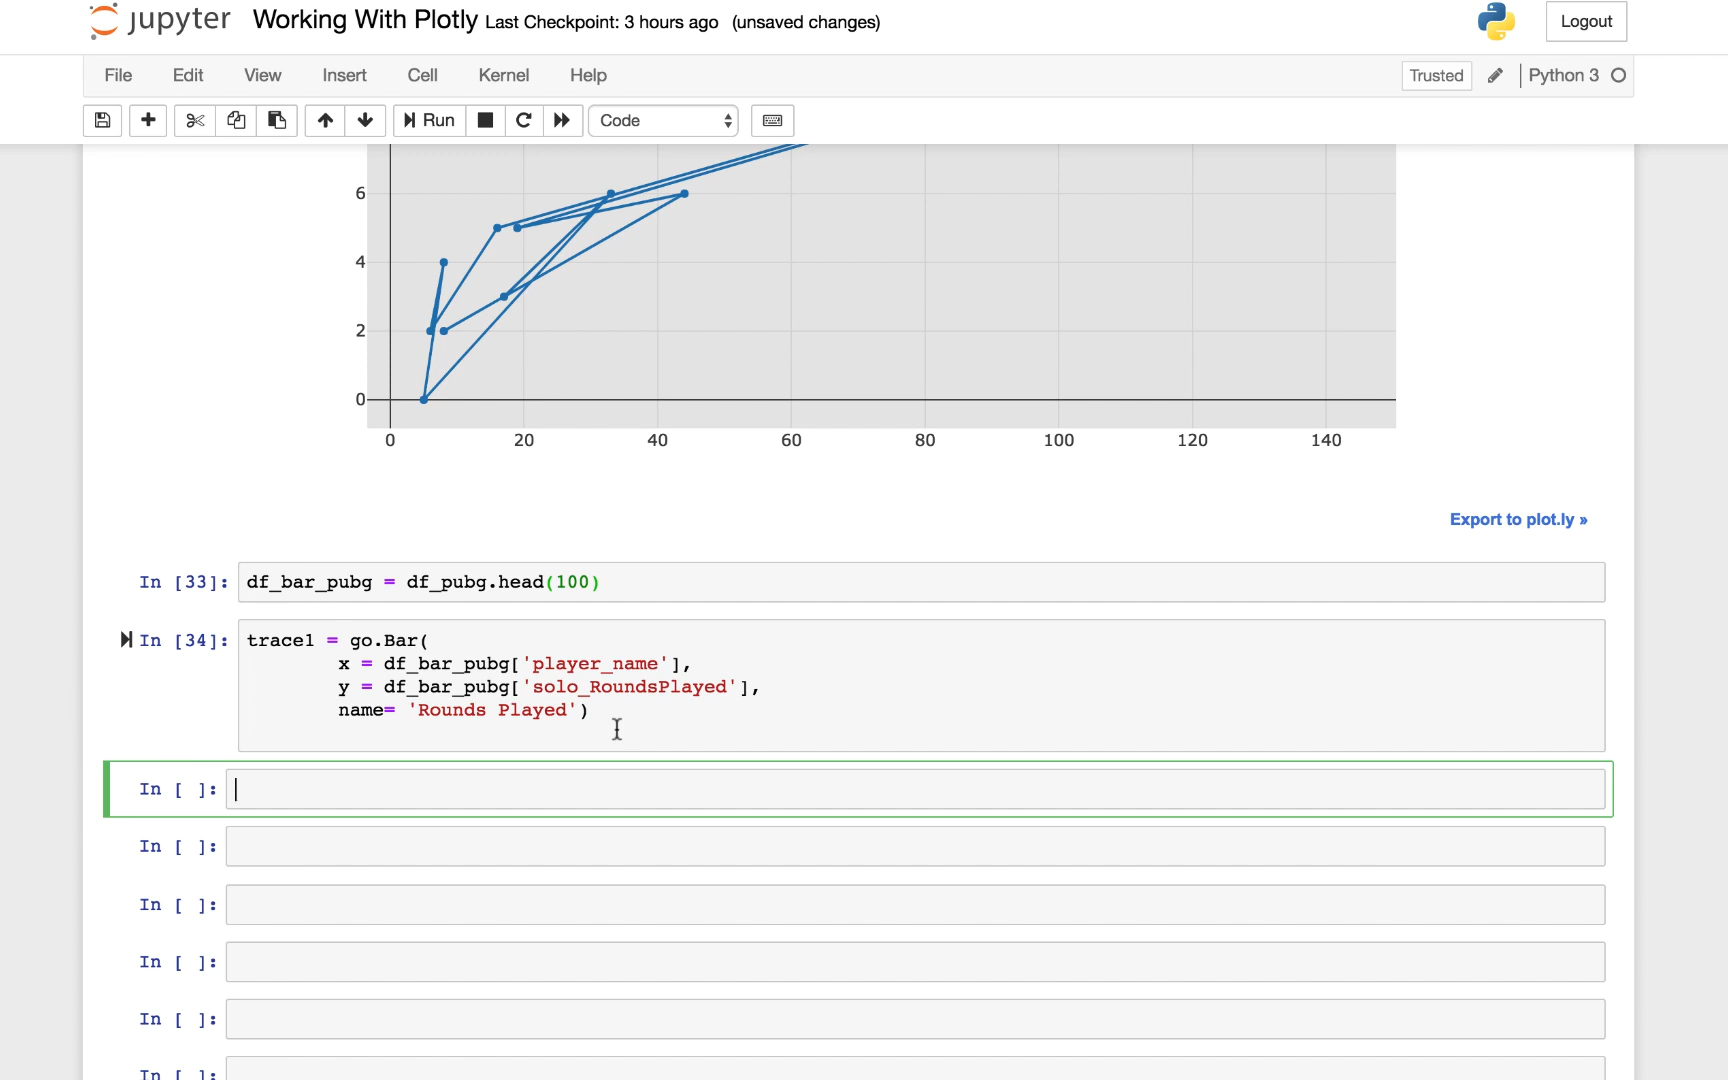 jupyter Working With Plotly Last Checkpoint: 3 hours ago (unsaved changes) Logout
File Edit View Insert Cell Kernel Help Trusted Python 3
Run Code
6
4
2
0
0 20 40 60 80 100 120 140
Export to plot.ly »
In [33]: df_bar_pubg = df_pubg.head(100)
In [34]: trace1 = go.Bar(
x = df_bar_pubg['player_name'],
y = df_bar_pubg['solo_RoundsPlayed'],
name= 'Rounds Played')
In [ ]:
In [ ]:
In [ ]:
In [ ]:
In [ ]:
In [ ]: